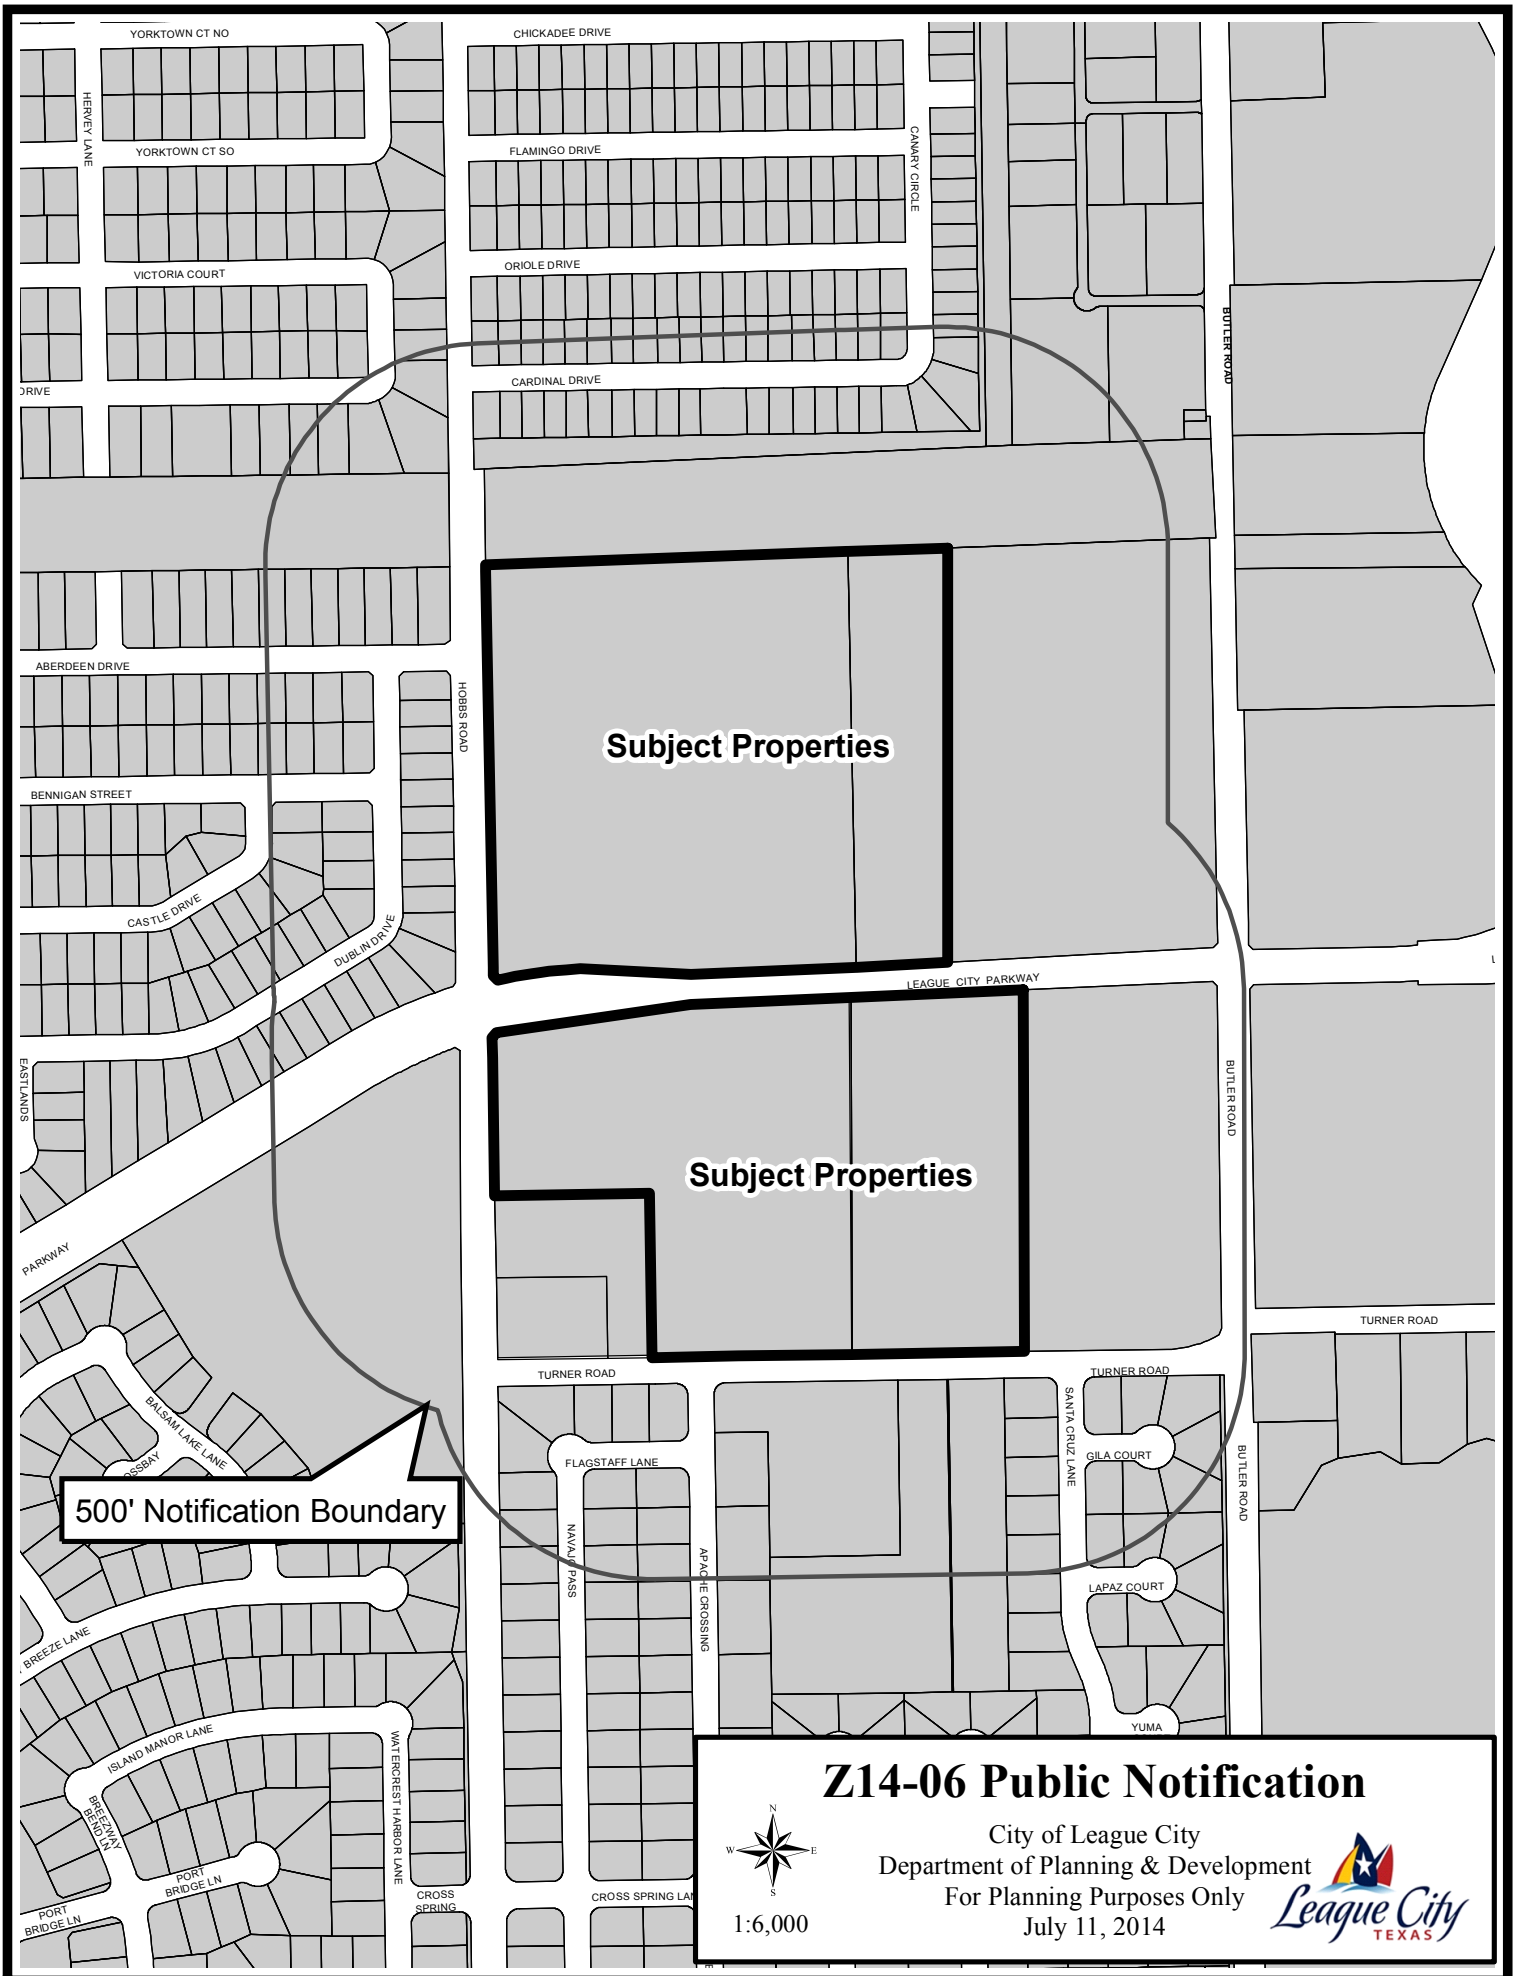 YORKTOWN CT NO
CHICKADEE DRIVE
HERVEY LANE
YORKTOWN CT SO
FLAMINGO DRIVE
CANARY CIRCLE
VICTORIA COURT
ORIOLE DRIVE
BUTLER ROAD
DRIVE
CARDINAL DRIVE
ABERDEEN DRIVE
HOBBS ROAD
Subject Properties
BENNIGAN STREET
CASTLE DRIVE
DUBLIN DRIVE
LEAGUE CITY PARKWAY
L
EASTLANDS
BUTLER ROAD
Subject Properties
PARKWAY
TURNER ROAD
TURNER ROAD
TURNER ROAD
BALSAM LAKE LANE
SANTA CRUZ LANE
OSSBAY
FLAGSTAFF LANE
GILA COURT
BUTLER ROAD
500' Notification Boundary
NAVAJO PASS
APACHE CROSSING
LAPAZ COURT
BREEZE LANE
ISLAND MANOR LANE
WATERCREST HARBOR LANE
YUMA
BREEZWAY
BEND LN
PORT
BRIDGE LN
PORT
BRIDGE LN
CROSS
SPRING
CROSS SPRING LAN
Z14-06 Public Notification
N
W E
S
1:6,000
City of League City
Department of Planning & Development
For Planning Purposes Only
July 11, 2014
League City
TEXAS